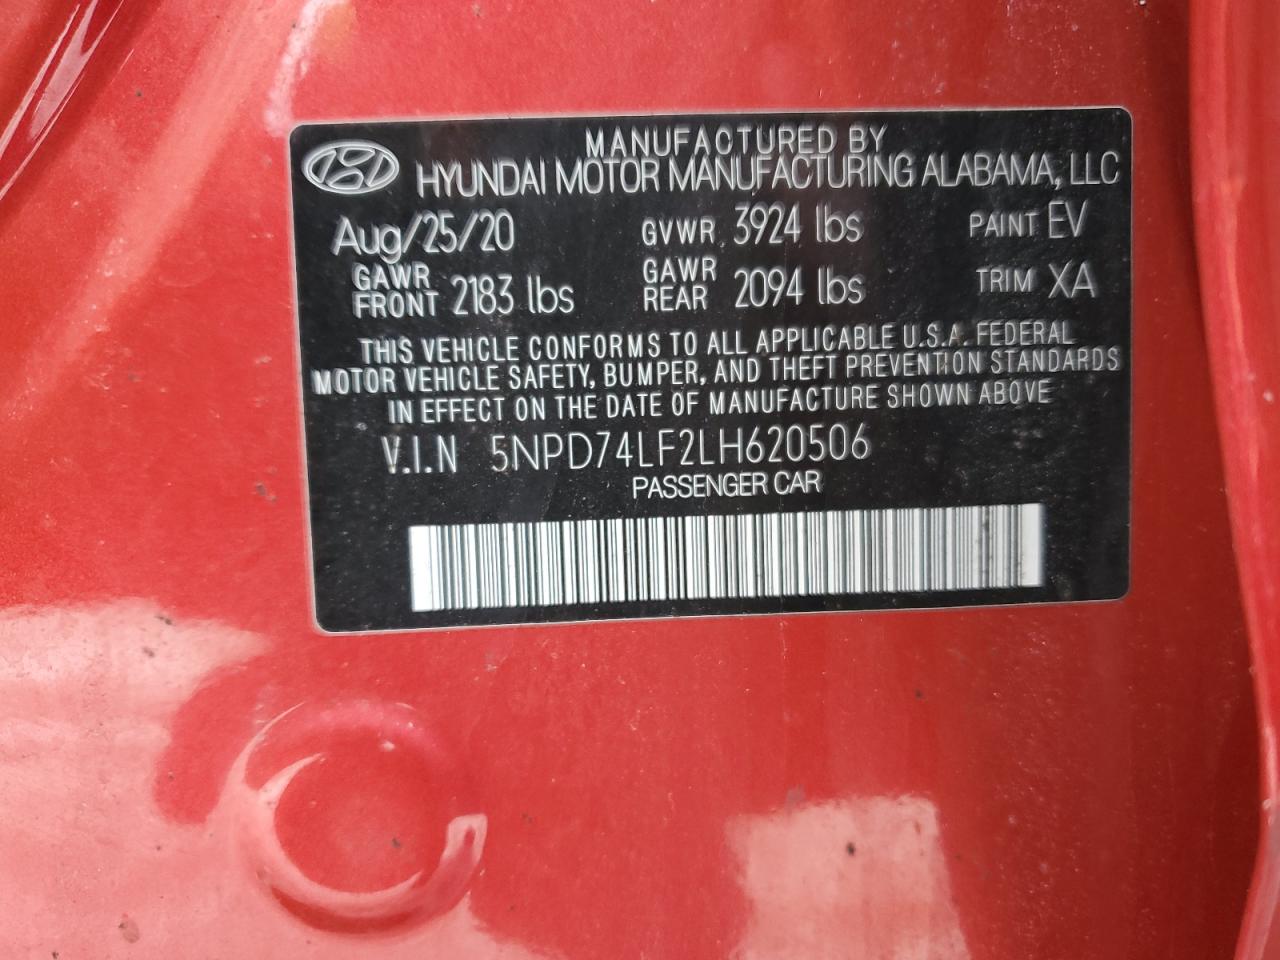 MANUFACTURED BY
HYUNDAI MOTOR MANUFACTURING ALABAMA, LLC
Aug/25/20 GVWR 3924 lbs PAINT EV
GAWR FRONT 2183 lbs GAWR REAR 2094 lbs TRIM XA
THIS VEHICLE CONFORMS TO ALL APPLICABLE U.S.A. FEDERAL
MOTOR VEHICLE SAFETY, BUMPER, AND THEFT PREVENTION STANDARDS
IN EFFECT ON THE DATE OF MANUFACTURE SHOWN ABOVE
V.I.N 5NPD74LF2LH620506
PASSENGER CAR